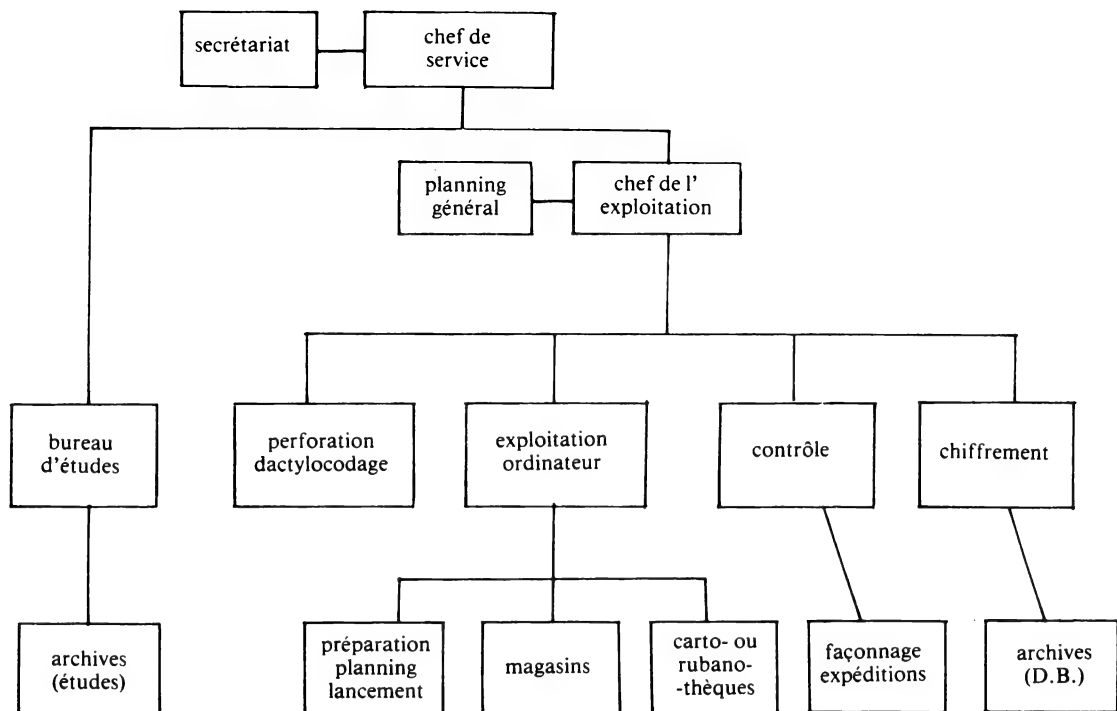 secrétariat
chef de
service
planning
général
chef de l'
exploitation
bureau
d'études
perforation
dactylocodage
exploitation
ordinateur
contrôle
chiffrement
archives
(études)
préparation
planning
lancement
magasins
carto- ou
rubano-
-thèques
façonnage
expéditions
archives
(D.B.)